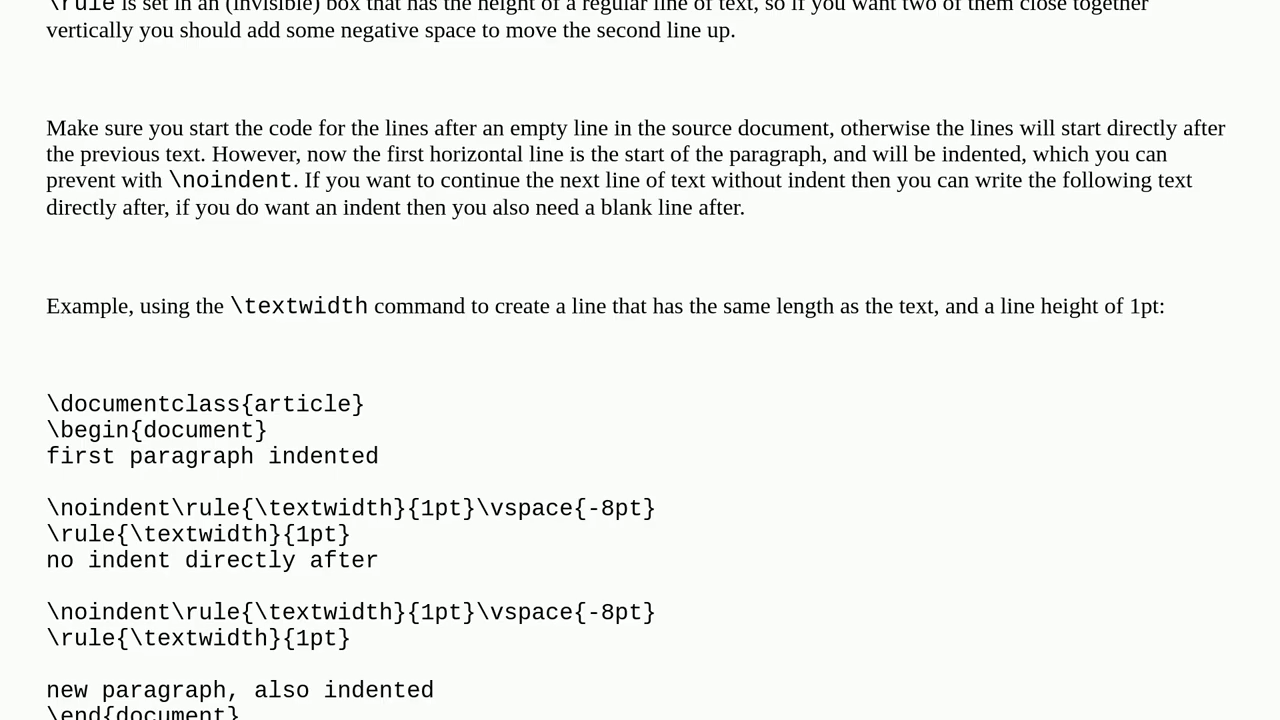 \rule is set in an (invisible) box that has the height of a regular line of text, so if you want two of them close together
vertically you should add some negative space to move the second line up.
Make sure you start the code for the lines after an empty line in the source document, otherwise the lines will start directly after
the previous text. However, now the first horizontal line is the start of the paragraph, and will be indented, which you can
prevent with \noindent. If you want to continue the next line of text without indent then you can write the following text
directly after, if you do want an indent then you also need a blank line after.
Example, using the \textwidth command to create a line that has the same length as the text, and a line height of 1pt:
\documentclass{article}
\begin{document}
first paragraph indented
\noindent\rule{\textwidth}{1pt}\vspace{-8pt}
\rule{\textwidth}{1pt}
no indent directly after
\noindent\rule{\textwidth}{1pt}\vspace{-8pt}
\rule{\textwidth}{1pt}
new paragraph, also indented
\end{document}